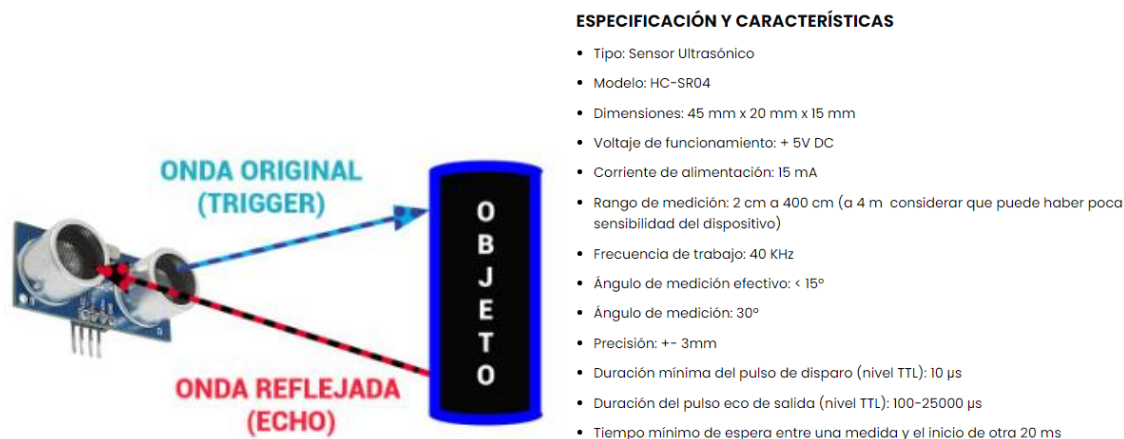 ESPECIFICACIÓN Y CARACTERÍSTICAS
Tipo: Sensor Ultrasónico
Modelo: HC-SR04
Dimensiones: 45 mm x 20 mm x 15 mm
Voltaje de funcionamiento: + 5V DC
Corriente de alimentación: 15 mA
Rango de medición: 2 cm a 400 cm (a 4 m considerar que puede haber poca
sensibilidad del dispositivo)
Frecuencia de trabajo: 40 KHz
Ángulo de medición efectivo: < 15º
Ángulo de medición: 30º
Precisión: +- 3mm
Duración mínima del pulso de disparo (nivel TTL): 10 µs
Duración del pulso eco de salida (nivel TTL): 100-25000 µs
Tiempo mínimo de espera entre una medida y el inicio de otra 20 ms
ONDA ORIGINAL
(TRIGGER)
OBJETO
ONDA REFLEJADA
(ECHO)